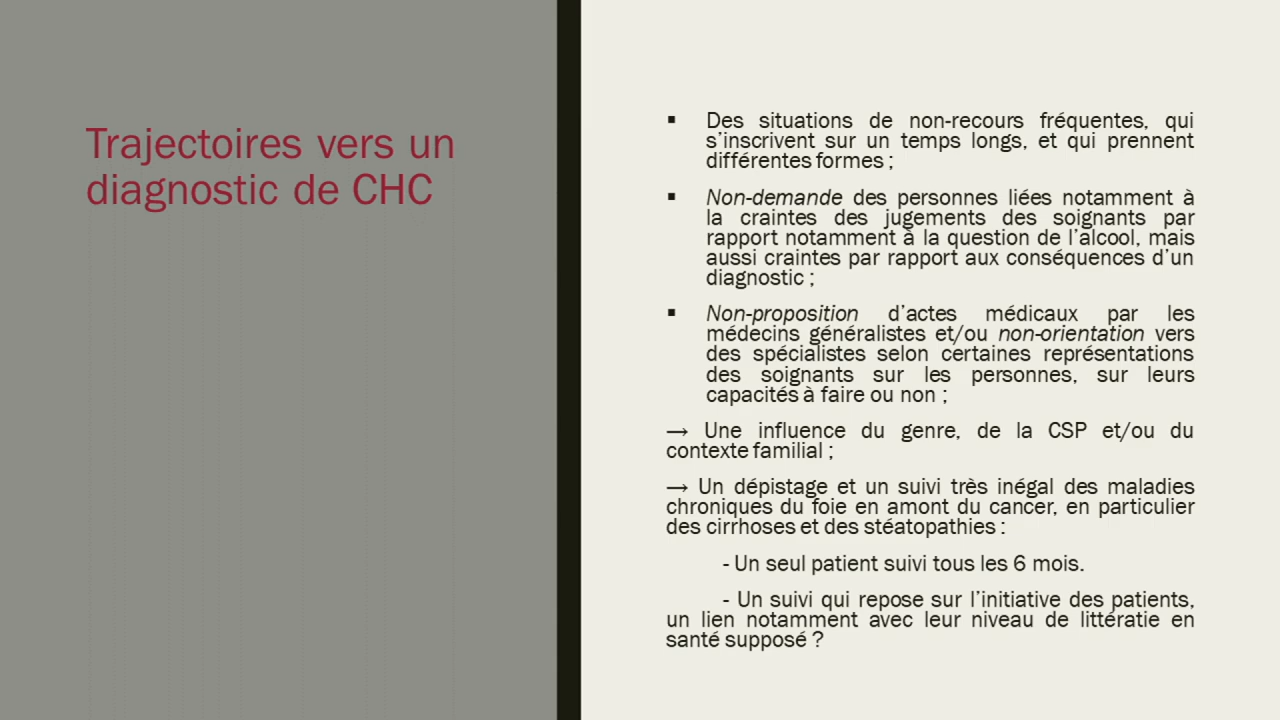 Trajectoires vers un
diagnostic de CHC
▪ Des situations de non-recours fréquentes, qui
s’inscrivent sur un temps longs, et qui prennent
différentes formes ;
▪ Non-demande des personnes liées notamment à
la craintes des jugements des soignants par
rapport notamment à la question de l’alcool, mais
aussi craintes par rapport aux conséquences d’un
diagnostic ;
▪ Non-proposition d’actes médicaux par les
médecins généralistes et/ou non-orientation vers
des spécialistes selon certaines représentations
des soignants sur les personnes, sur leurs
capacités à faire ou non ;
→ Une influence du genre, de la CSP et/ou du
contexte familial ;
→ Un dépistage et un suivi très inégal des maladies
chroniques du foie en amont du cancer, en particulier
des cirrhoses et des stéatopathies :
- Un seul patient suivi tous les 6 mois.
- Un suivi qui repose sur l’initiative des patients,
un lien notamment avec leur niveau de littératie en
santé supposé ?